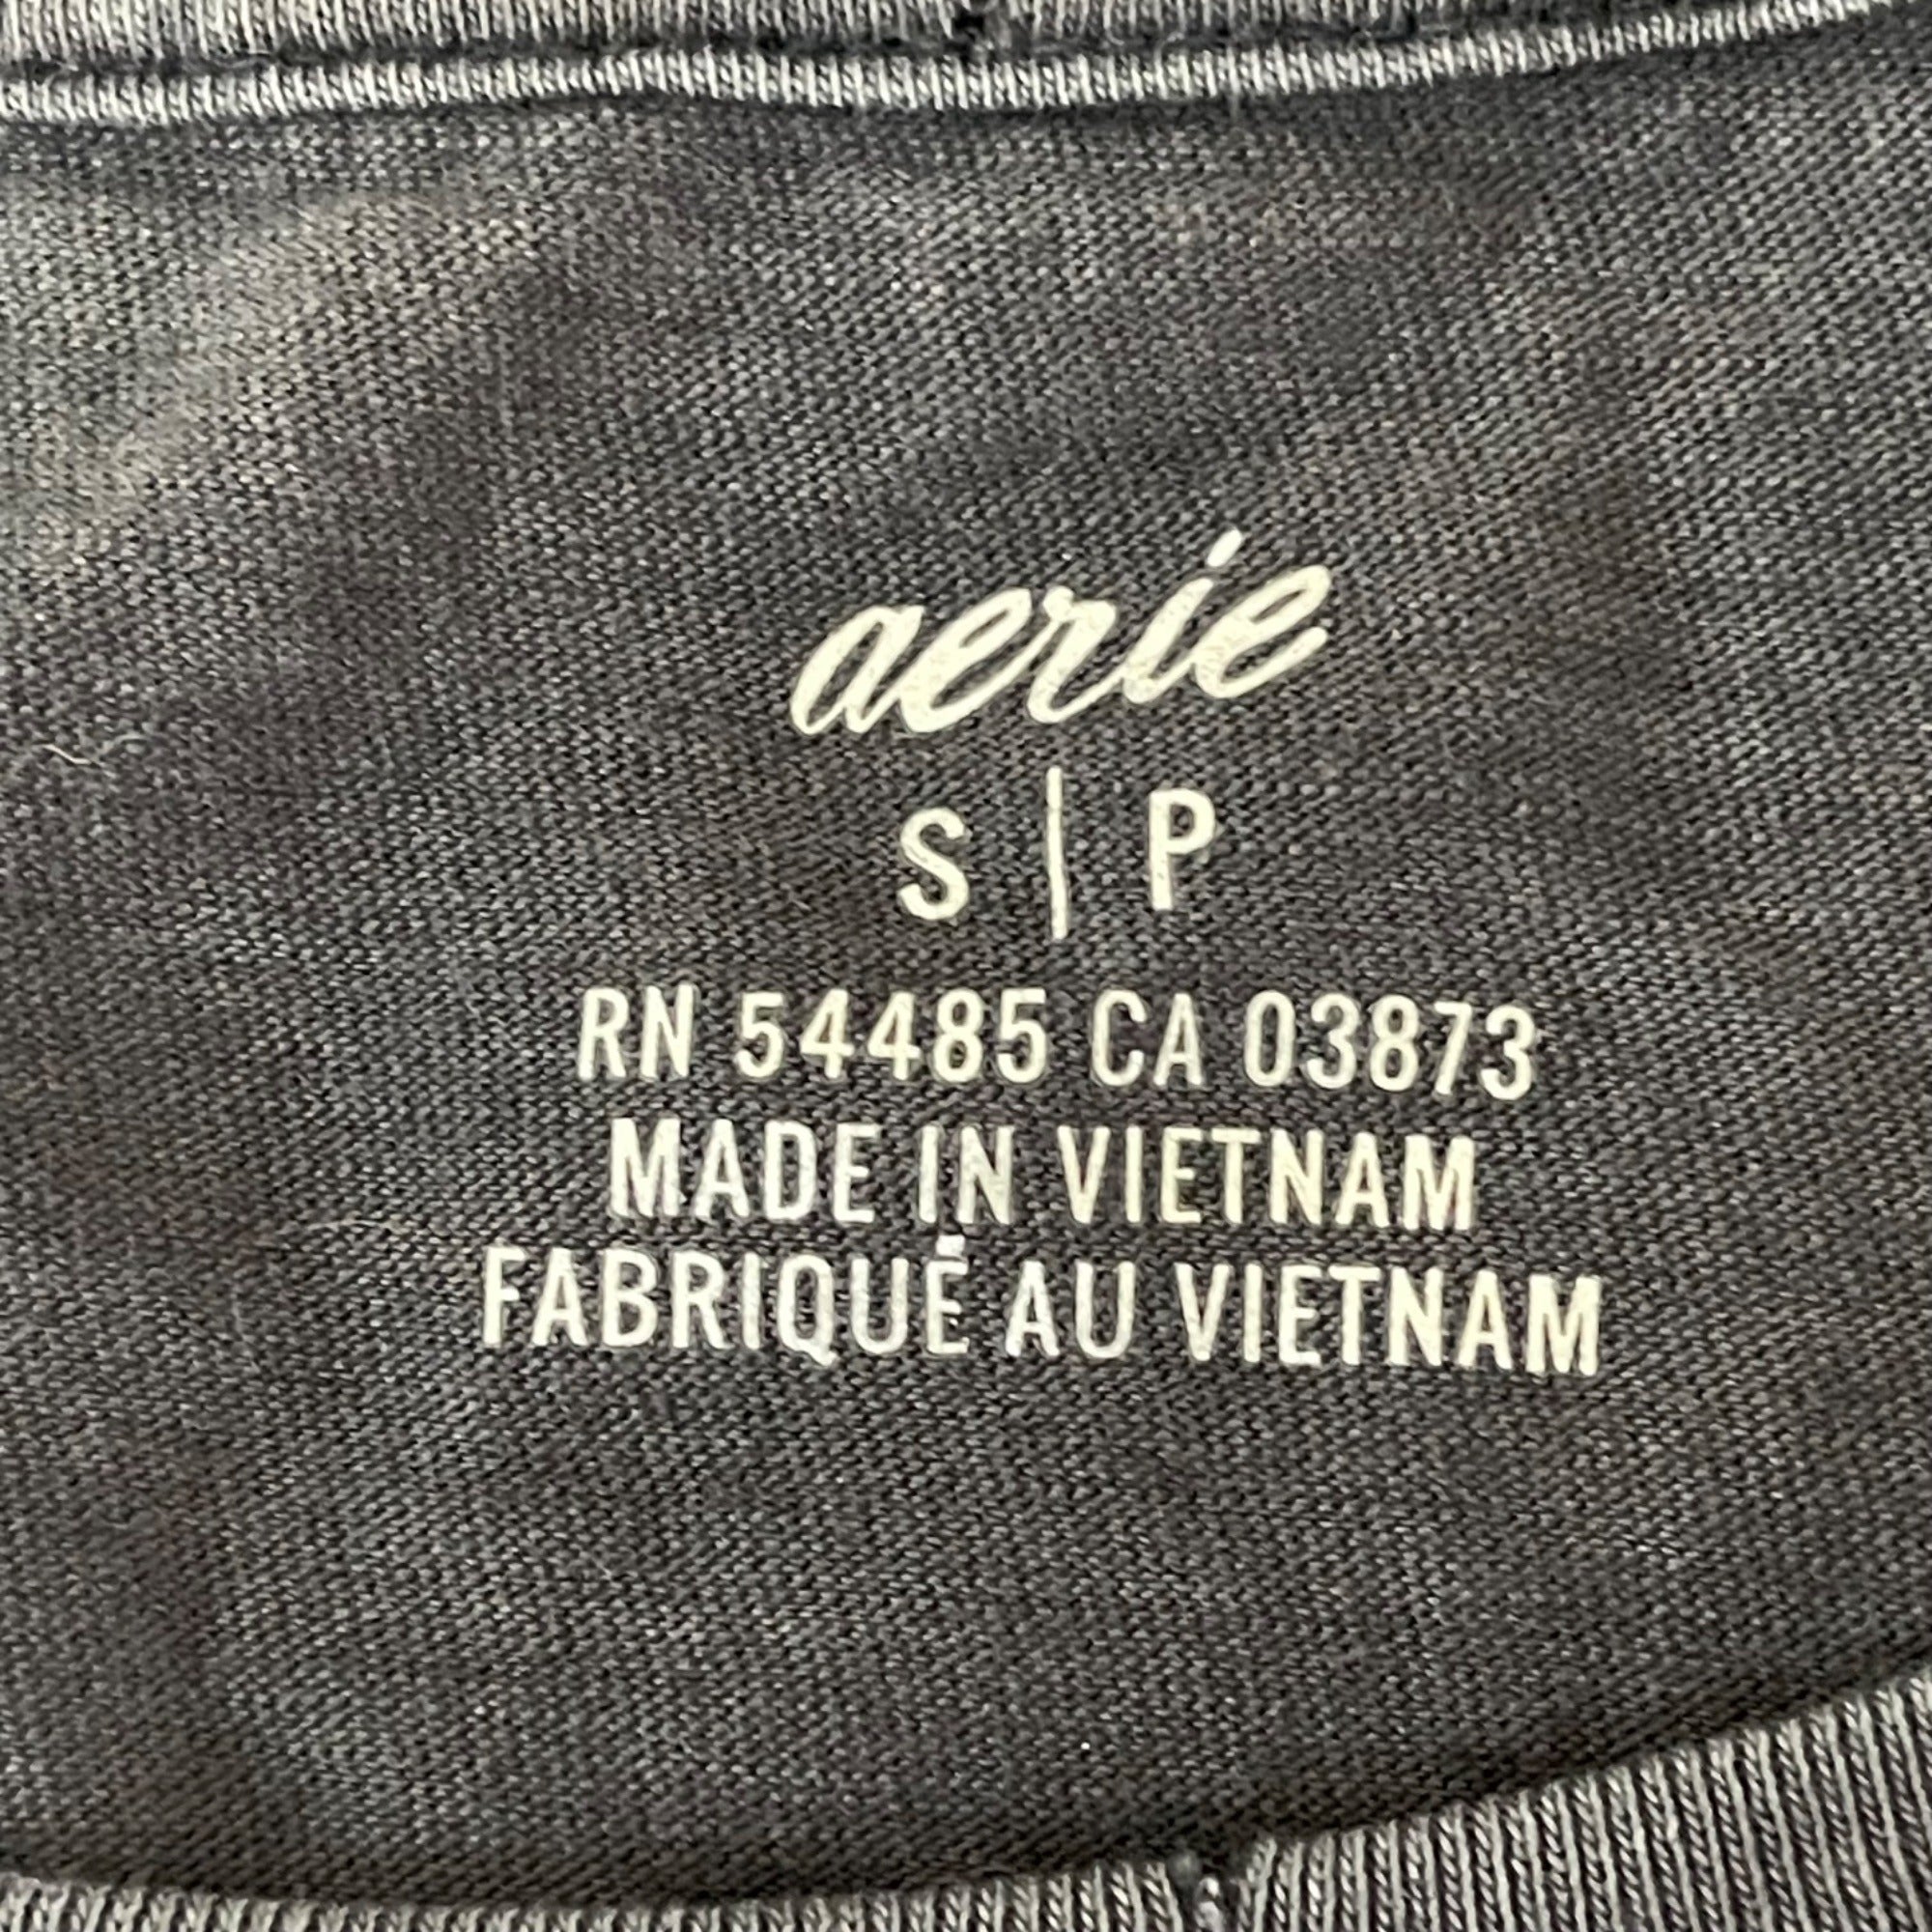 aerie
S | P
RN 54485 CA 03873
MADE IN VIETNAM
FABRIQUÉ AU VIETNAM